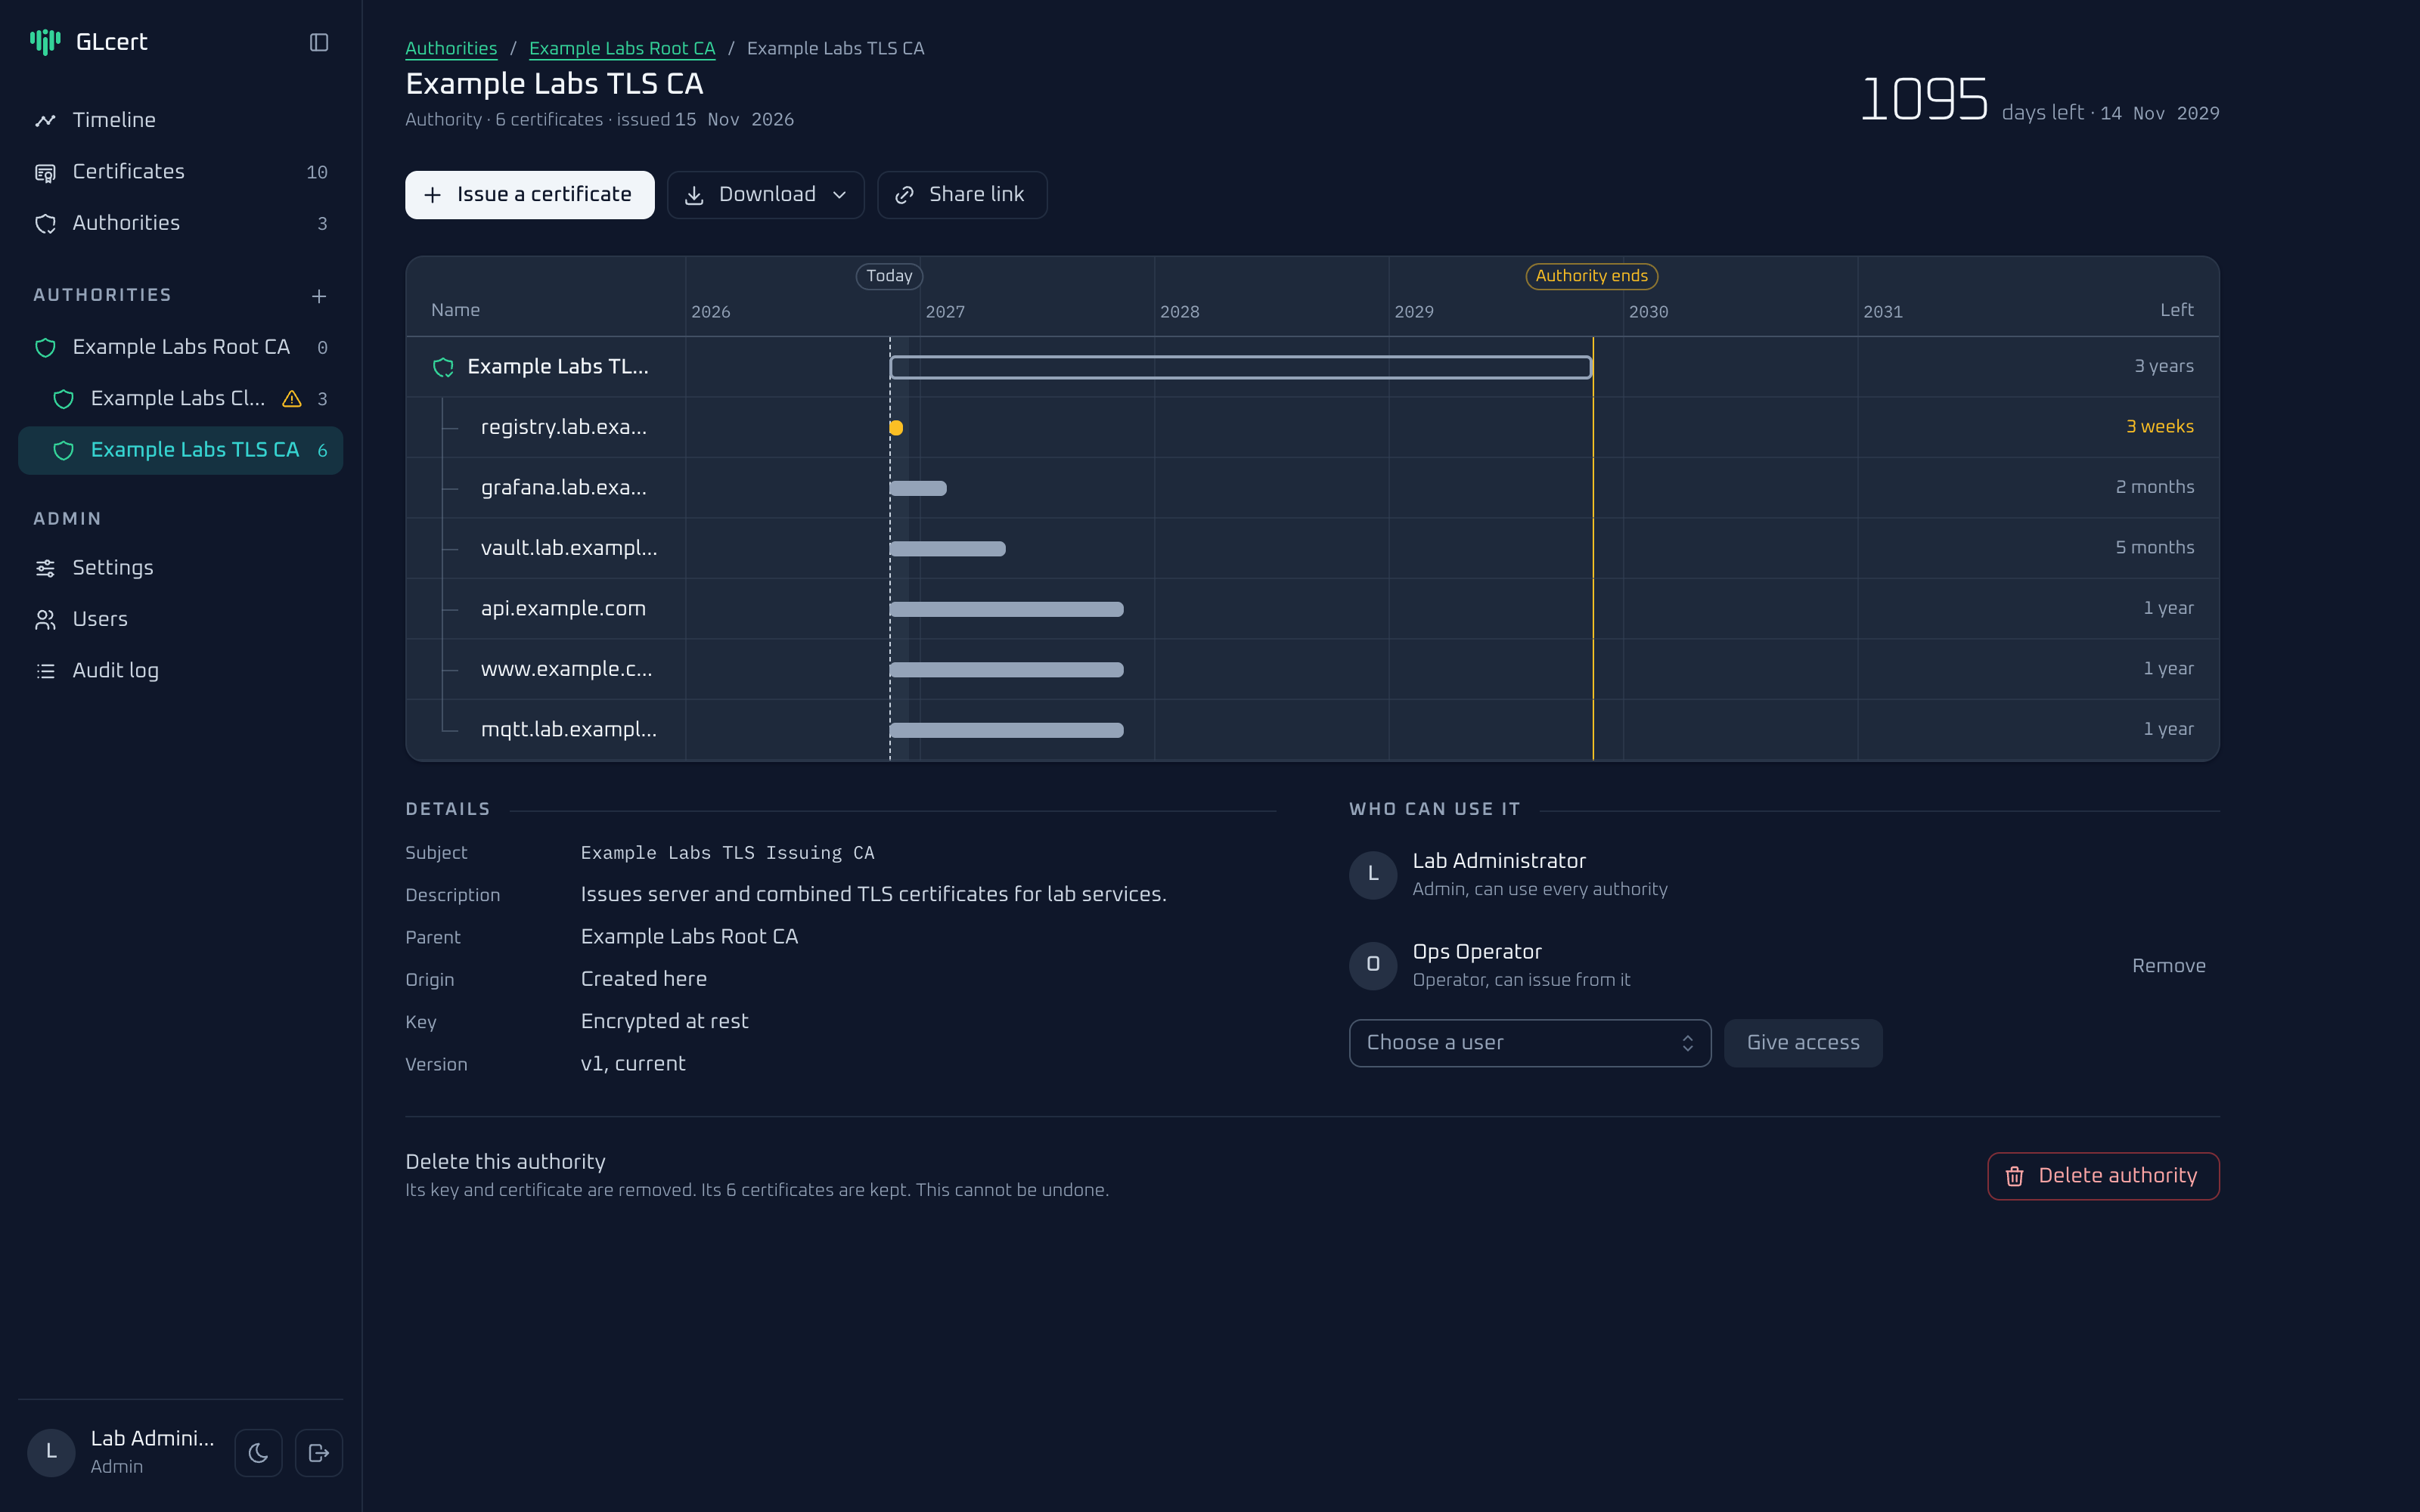 GLcert
Timeline
Certificates 10
Authorities 3
AUTHORITIES
Example Labs Root CA 0
Example Labs Cl... 3
Example Labs TLS CA 6
ADMIN
Settings
Users
Audit log
L
Lab Admini...
Admin
Authorities / Example Labs Root CA / Example Labs TLS CA
Example Labs TLS CA
Authority · 6 certificates · issued 15 Nov 2026
1095 days left · 14 Nov 2029
Issue a certificate
Download
Share link
Today
Authority ends
Name 2026 2027 2028 2029 2030 2031 Left
Example Labs TL... 3 years
registry.lab.exa... 3 weeks
grafana.lab.exa... 2 months
vault.lab.exampl... 5 months
api.example.com 1 year
www.example.c... 1 year
mqtt.lab.exampl... 1 year
DETAILS
Subject Example Labs TLS Issuing CA
Description Issues server and combined TLS certificates for lab services.
Parent Example Labs Root CA
Origin Created here
Key Encrypted at rest
Version v1, current
WHO CAN USE IT
L
Lab Administrator
Admin, can use every authority
O
Ops Operator
Operator, can issue from it
Remove
Choose a user
Give access
Delete this authority
Its key and certificate are removed. Its 6 certificates are kept. This cannot be undone.
Delete authority